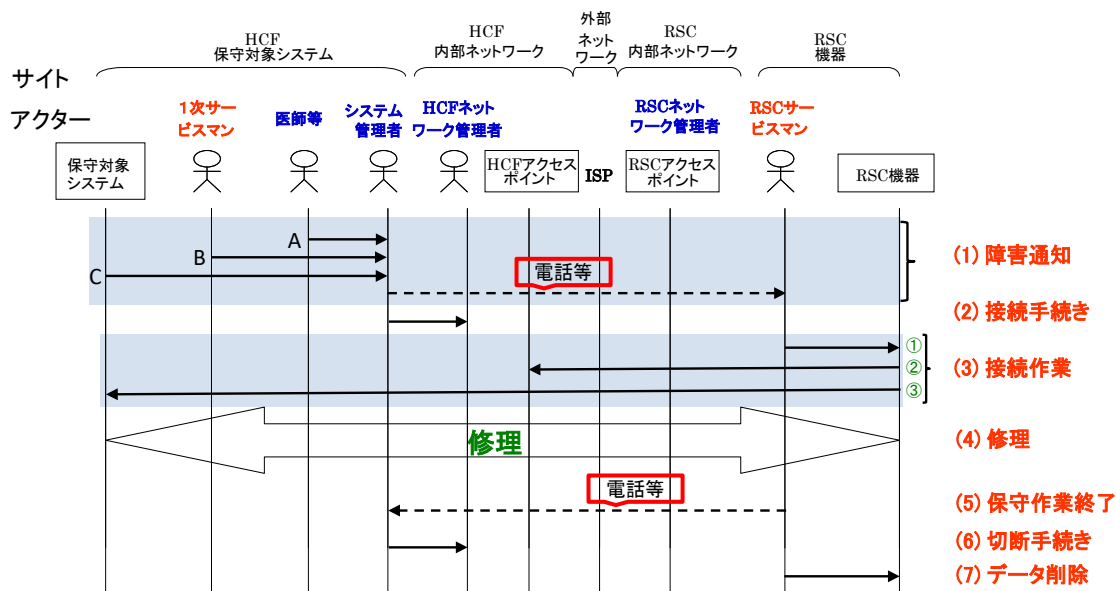 HCF
保守対象システム
HCF
内部ネットワーク
外部
ネット
ワーク
RSC
内部ネットワーク
RSC
機器
サイト
アクター
1次サー
ビスマン
医師等
システム
管理者
HCFネット
ワーク管理者
RSCネット
ワーク管理者
RSCサー
ビスマン
保守対象
システム
HCFアクセス
ポイント
ISP
RSCアクセス
ポイント
RSC機器
A
B
C
電話等
(1) 障害通知
(2) 接続手続き
①
②
③
(3) 接続作業
修理
(4) 修理
電話等
(5) 保守作業終了
(6) 切断手続き
(7) データ削除